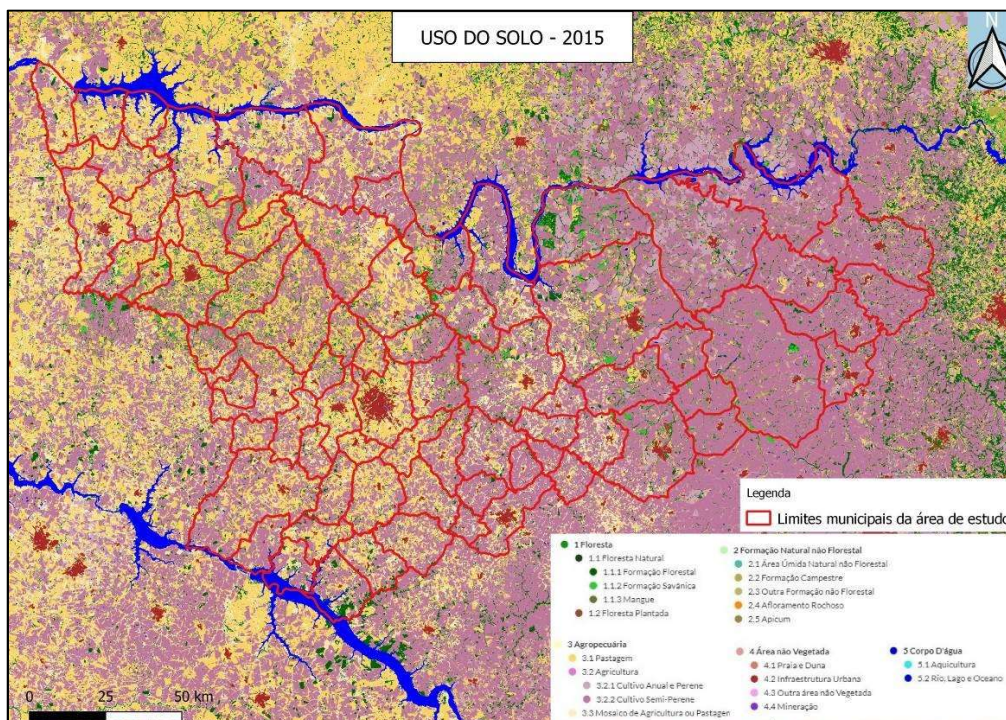 USO DO SOLO - 2015
N
Legenda
Limites municipais da área de estudo
1 Floresta
1.1 Floresta Natural
1.1.1 Formação Florestal
1.1.2 Formação Savânica
1.1.3 Mangue
1.2 Floresta Plantada
2 Formação Natural não Florestal
2.1 Área Úmida Natural não Florestal
2.2 Formação Campestre
2.3 Outra Formação não Florestal
2.4 Afloramento Rochoso
2.5 Apicum
3 Agropecuária
3.1 Pastagem
3.2 Agricultura
3.2.1 Cultivo Anual e Perene
3.2.2 Cultivo Semi-Perene
3.3 Mosaico de Agricultura ou Pastagem
4 Área não Vegetada
4.1 Praia e Duna
4.2 Infraestrutura Urbana
4.3 Outra área não Vegetada
4.4 Mineração
5 Corpo D'água
5.1 Aquicultura
5.2 Rio, Lago e Oceano
0 25 50 km